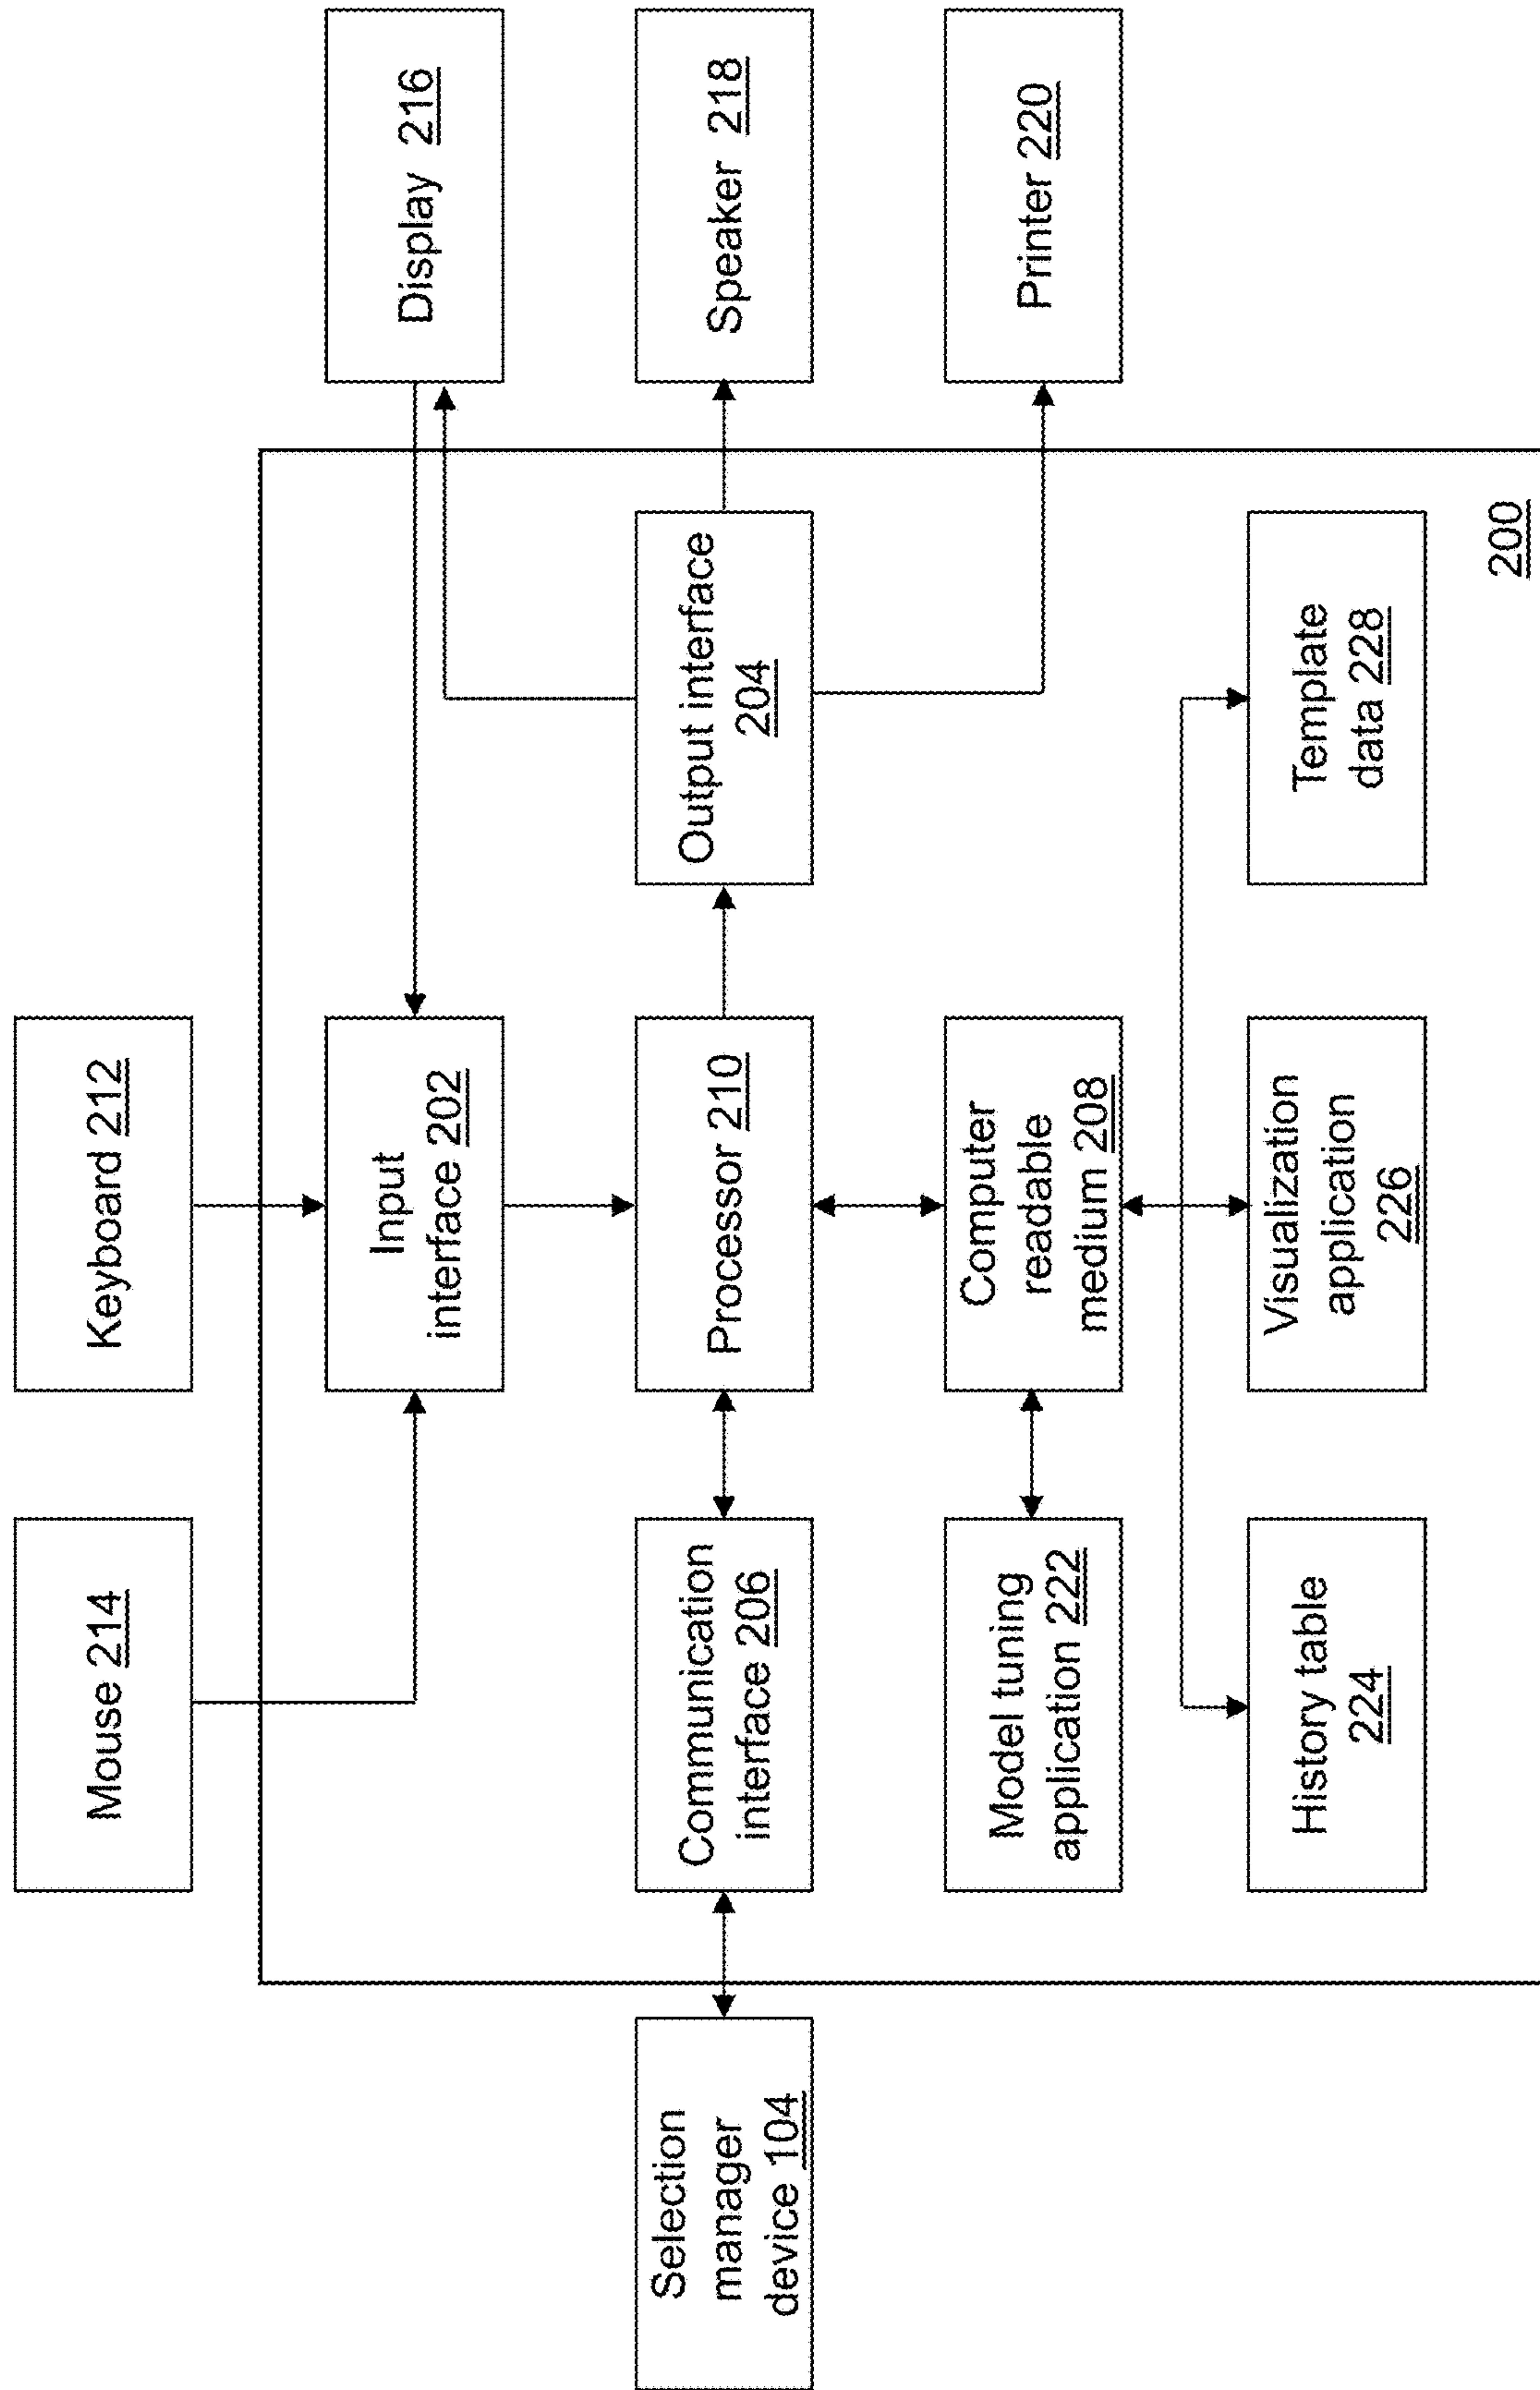 Mouse 214
Keyboard 212
Input
interface 202
Display 216
Selection
manager
device 104
Communication
interface 206
Processor 210
Output interface
204
Speaker 218
Model tuning
application 222
Computer
readable
medium 208
Printer 220
History table
224
Visualization
application
226
Template
data 228
200